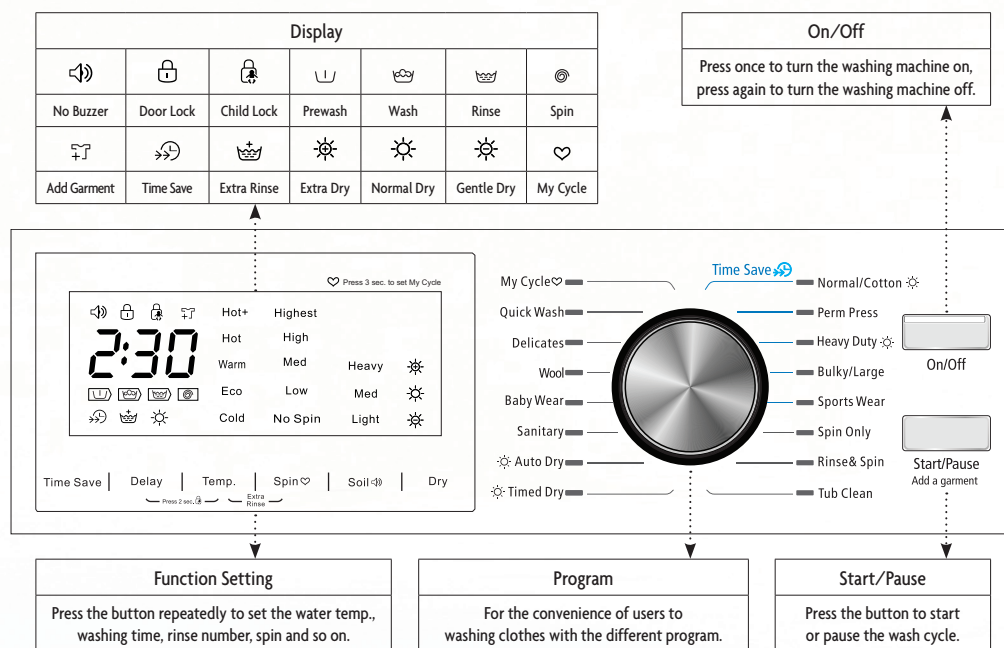 Display
No Buzzer Door Lock Child Lock Prewash Wash Rinse Spin
Add Garment Time Save Extra Rinse Extra Dry Normal Dry Gentle Dry My Cycle
On/Off
Press once to turn the washing machine on,
press again to turn the washing machine off.
Press 3 sec. to set My Cycle
2:30
Hot+ Highest
Hot High
Warm Med Heavy
Eco Low Med
Cold No Spin Light
Time Save Delay Temp. Spin Soil Dry
Press 2 sec.
Extra
Rinse
Time Save
My Cycle
Quick Wash
Delicates
Wool
Baby Wear
Sanitary
Auto Dry
Timed Dry
Normal/Cotton
Perm Press
Heavy Duty
Bulky/Large
Sports Wear
Spin Only
Rinse& Spin
Tub Clean
On/Off
Start/Pause
Add a garment
Function Setting
Press the button repeatedly to set the water temp.,
washing time, rinse number, spin and so on.
Program
For the convenience of users to
washing clothes with the different program.
Start/Pause
Press the button to start
or pause the wash cycle.